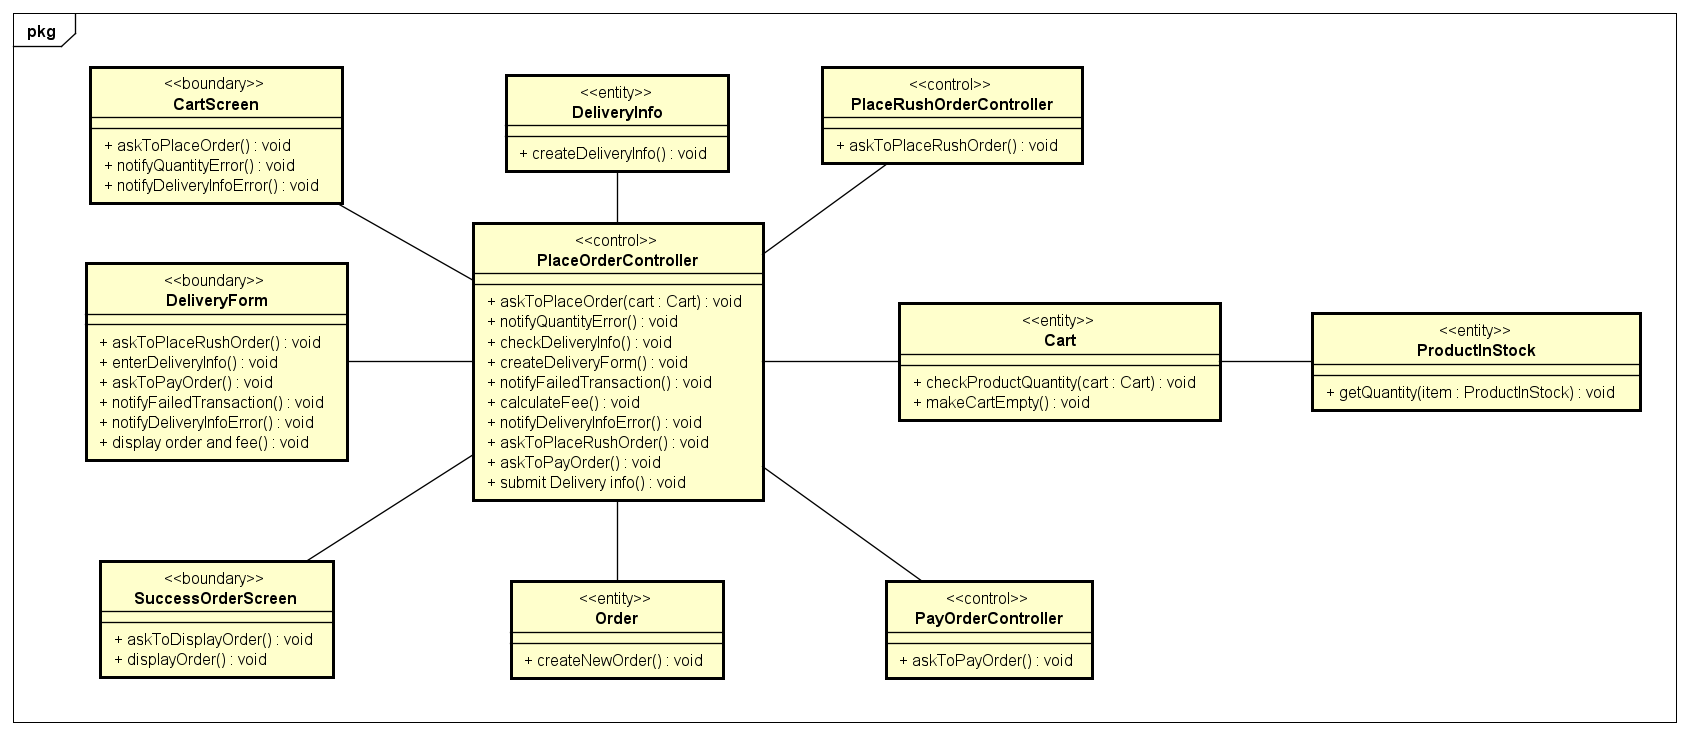 pkg
<<boundary>>
CartScreen
+ askToPlaceOrder() : void
+ notifyQuantityError() : void
+ notifyDeliveryInfoError() : void
<<entity>>
DeliveryInfo
+ createDeliveryInfo() : void
<<control>>
PlaceRushOrderController
+ askToPlaceRushOrder() : void
<<boundary>>
DeliveryForm
+ askToPlaceRushOrder() : void
+ enterDeliveryInfo() : void
+ askToPayOrder() : void
+ notifyFailedTransaction() : void
+ notifyDeliveryInfoError() : void
+ display order and fee() : void
<<control>>
PlaceOrderController
+ askToPlaceOrder(cart : Cart) : void
+ notifyQuantityError() : void
+ checkDeliveryInfo() : void
+ createDeliveryForm() : void
+ notifyFailedTransaction() : void
+ calculateFee() : void
+ notifyDeliveryInfoError() : void
+ askToPlaceRushOrder() : void
+ askToPayOrder() : void
+ submit Delivery info() : void
<<entity>>
Cart
+ checkProductQuantity(cart : Cart) : void
+ makeCartEmpty() : void
<<entity>>
ProductInStock
+ getQuantity(item : ProductInStock) : void
<<boundary>>
SuccessOrderScreen
+ askToDisplayOrder() : void
+ displayOrder() : void
<<entity>>
Order
+ createNewOrder() : void
<<control>>
PayOrderController
+ askToPayOrder() : void